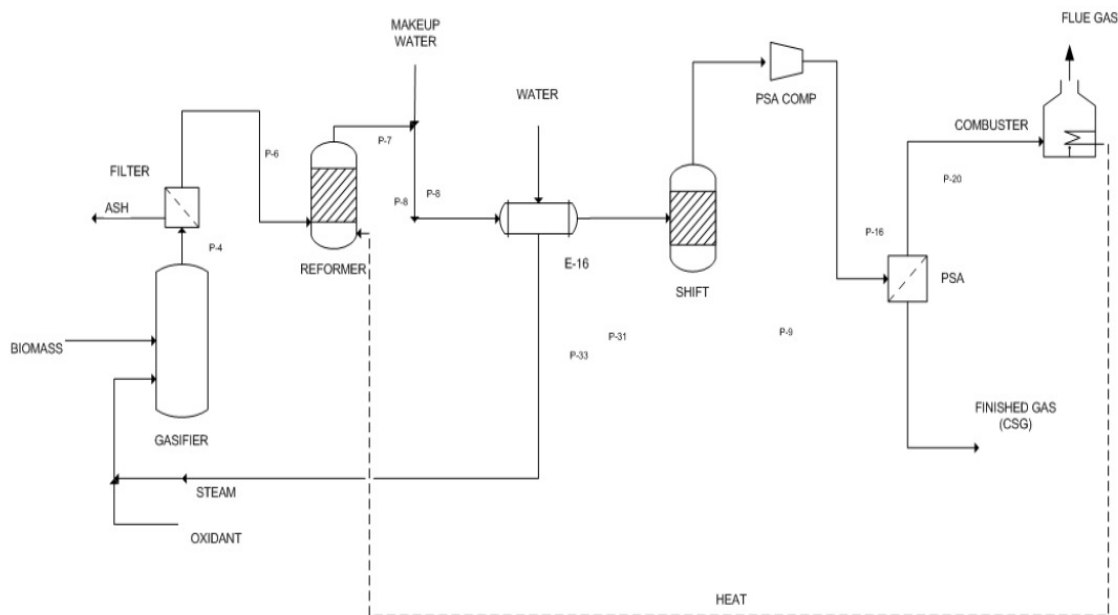 FLUE GAS
MAKEUP
WATER
PSA COMP
WATER
COMBUSTER
P-7
P-6
FILTER
P-20
P-8
P-8
ASH
P-16
P-4
REFORMER
E-16
PSA
SHIFT
P-31
P-9
BIOMASS
P-33
FINISHED GAS
(CSG)
GASIFIER
STEAM
OXIDANT
HEAT